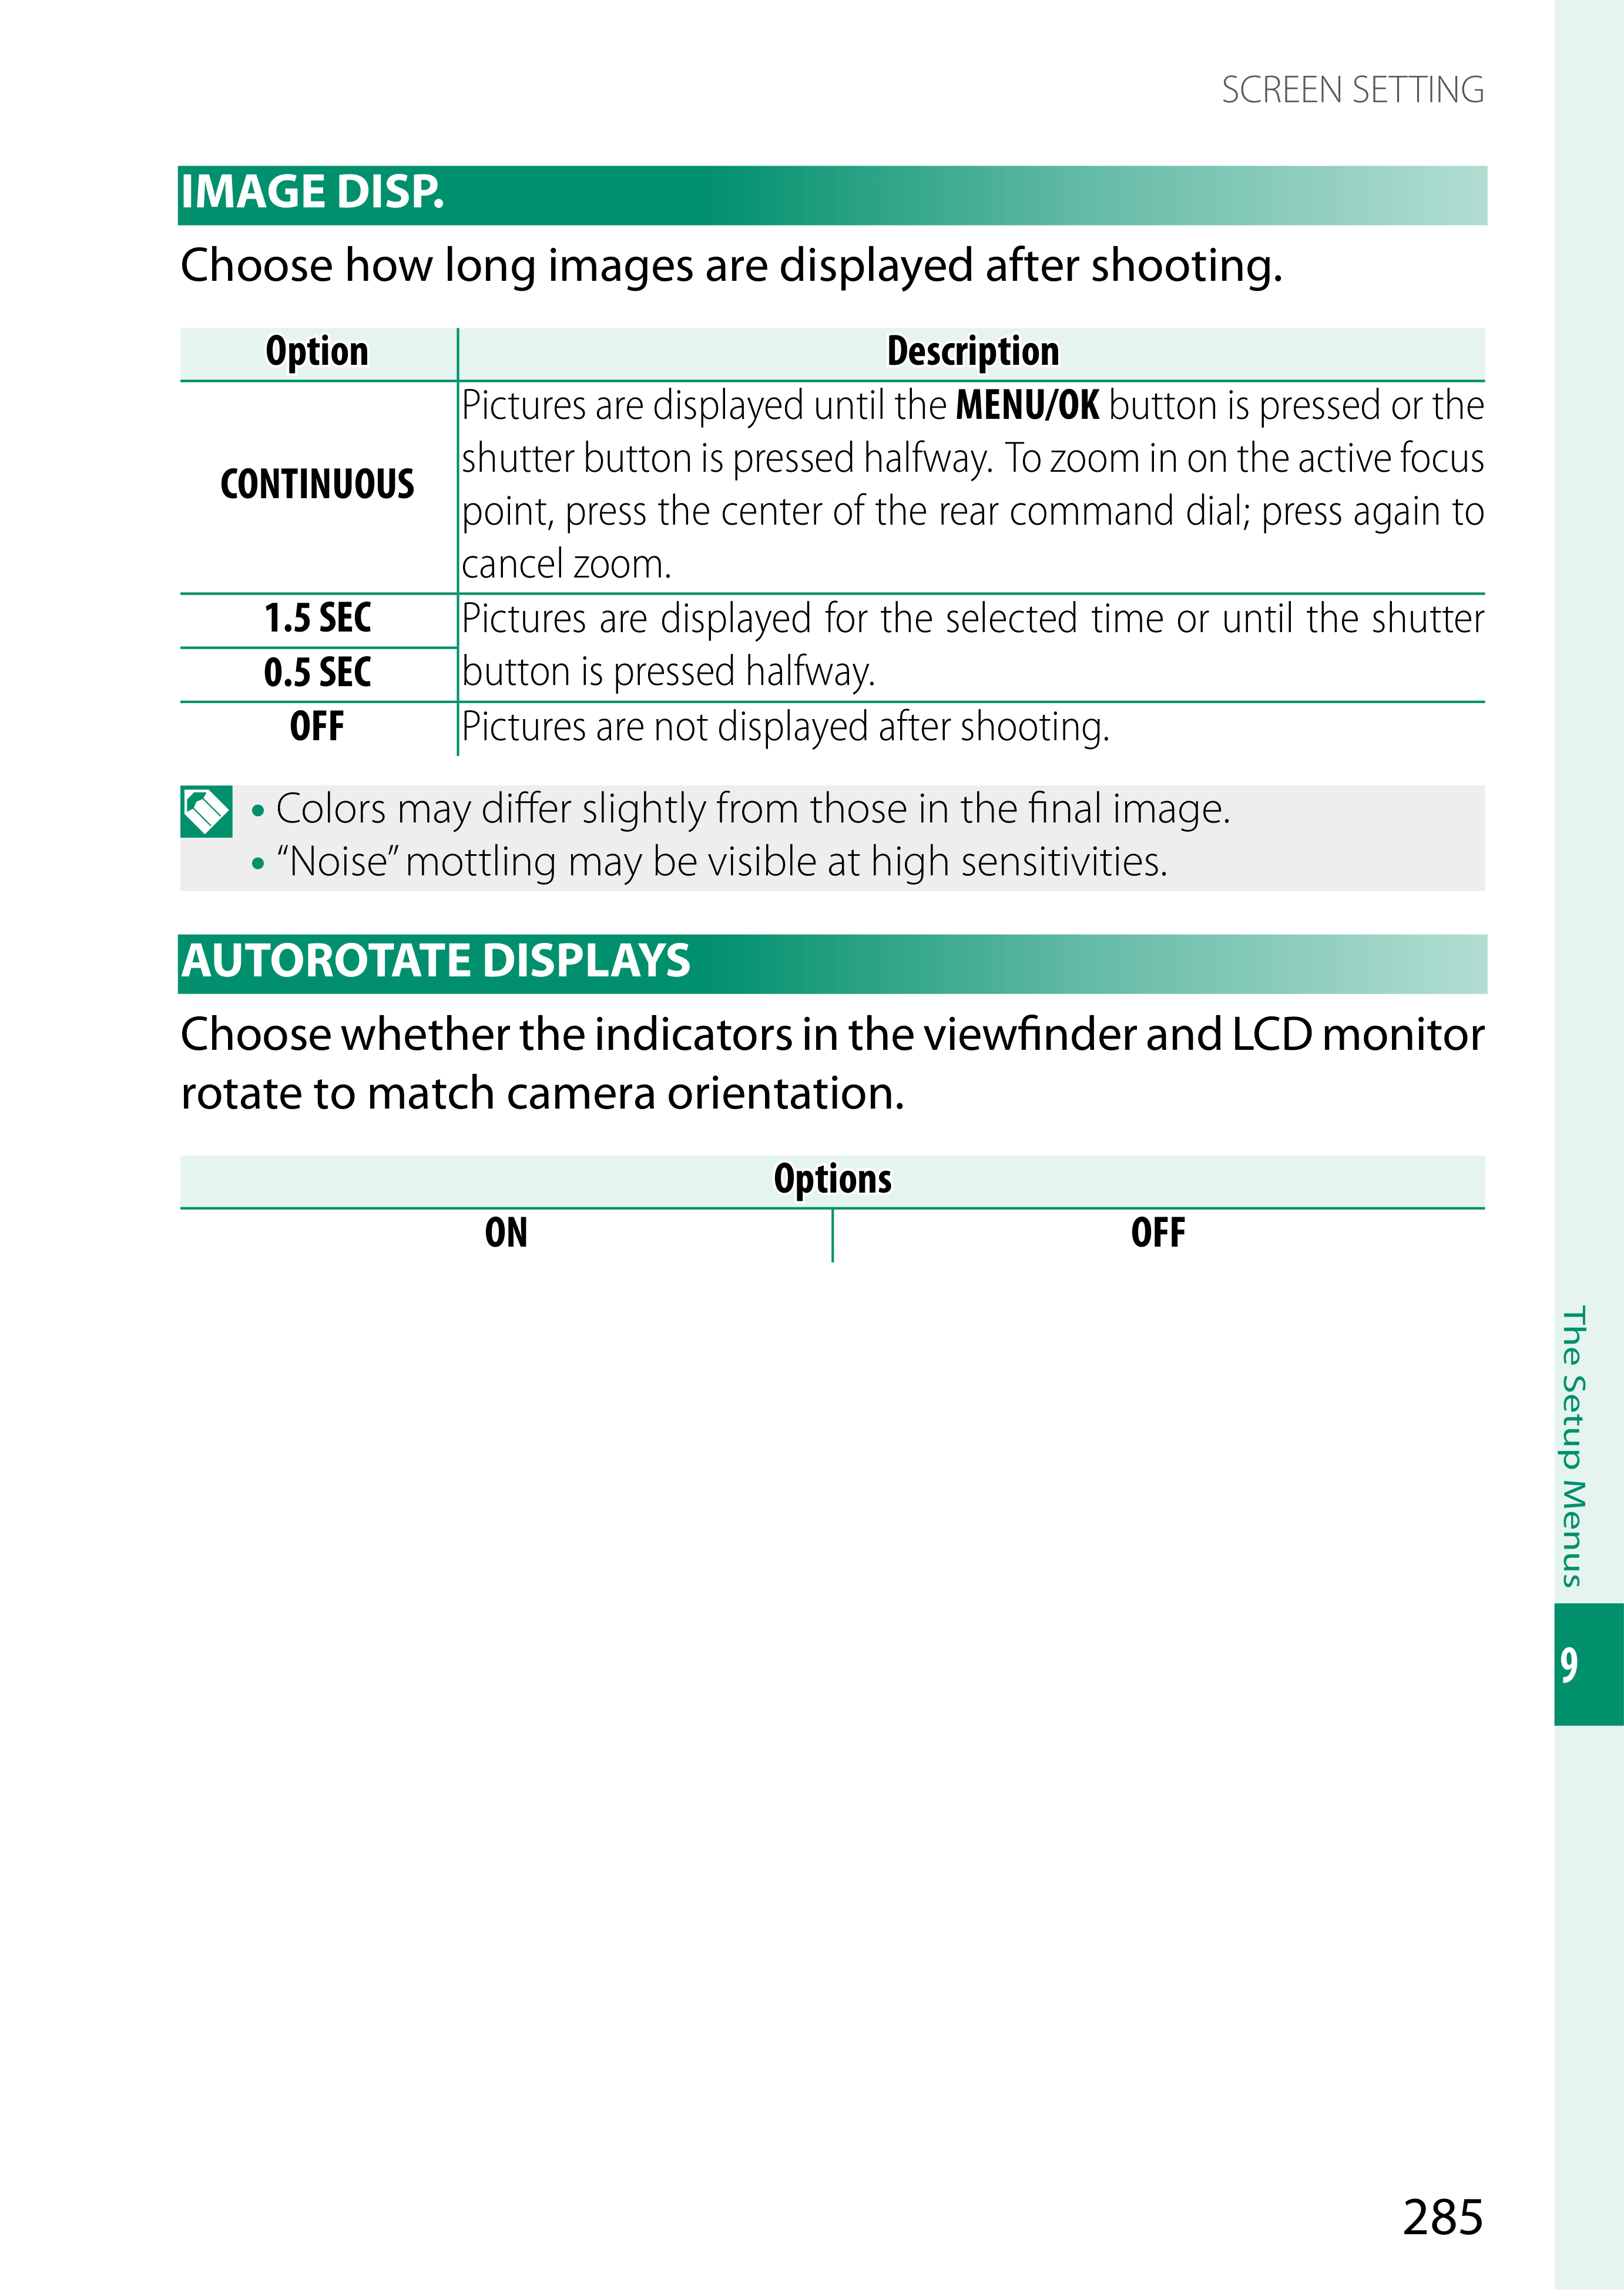 SCREEN SETTING
IMAGE DISP.
Choose how long images are displayed after shooting.
Option Description
CONTINUOUS
Pictures are displayed until the MENU/OK button is pressed or the
shutter button is pressed halfway. To zoom in on the active focus
point, press the center of the rear command dial; press again to
cancel zoom.
1.5 SEC
0.5 SEC
Pictures are displayed for the selected time or until the shutter
button is pressed halfway.
OFF Pictures are not displayed after shooting.
• Colors may differ slightly from those in the final image.
• “Noise” mottling may be visible at high sensitivities.
AUTOROTATE DISPLAYS
Choose whether the indicators in the viewfinder and LCD monitor
rotate to match camera orientation.
Options
ON OFF
The Setup Menus
9
285